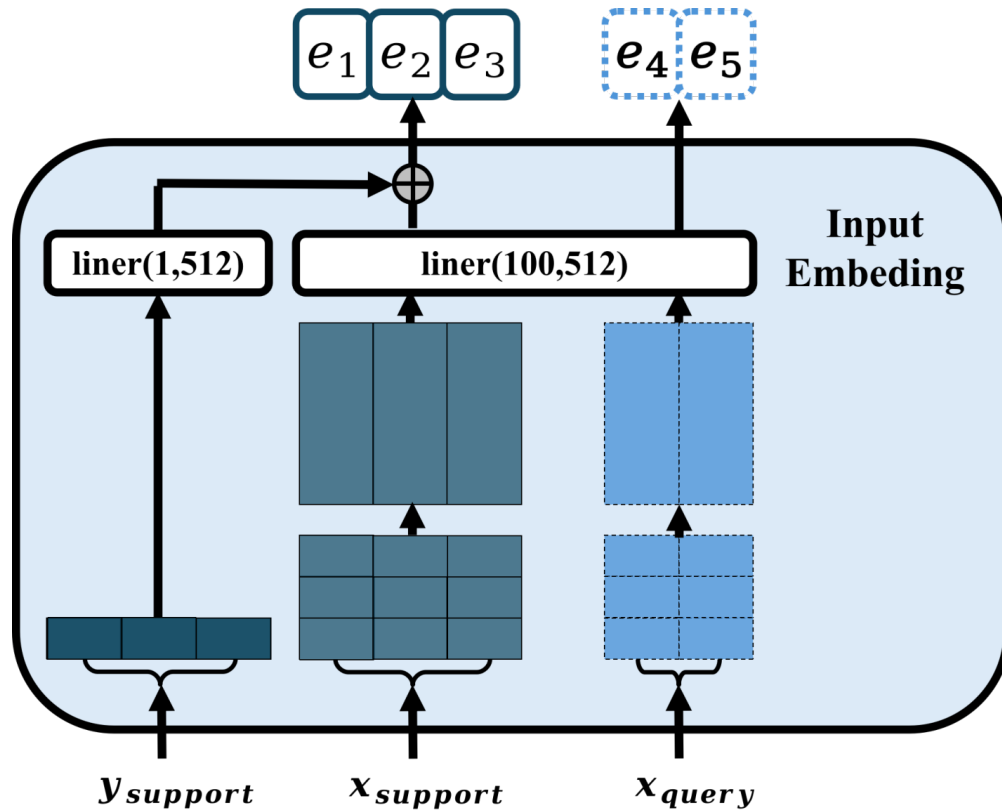 e1 e2 e3 e4 e5
liner(1,512) liner(100,512) Input
Embeding
ysupport xsupport xquery